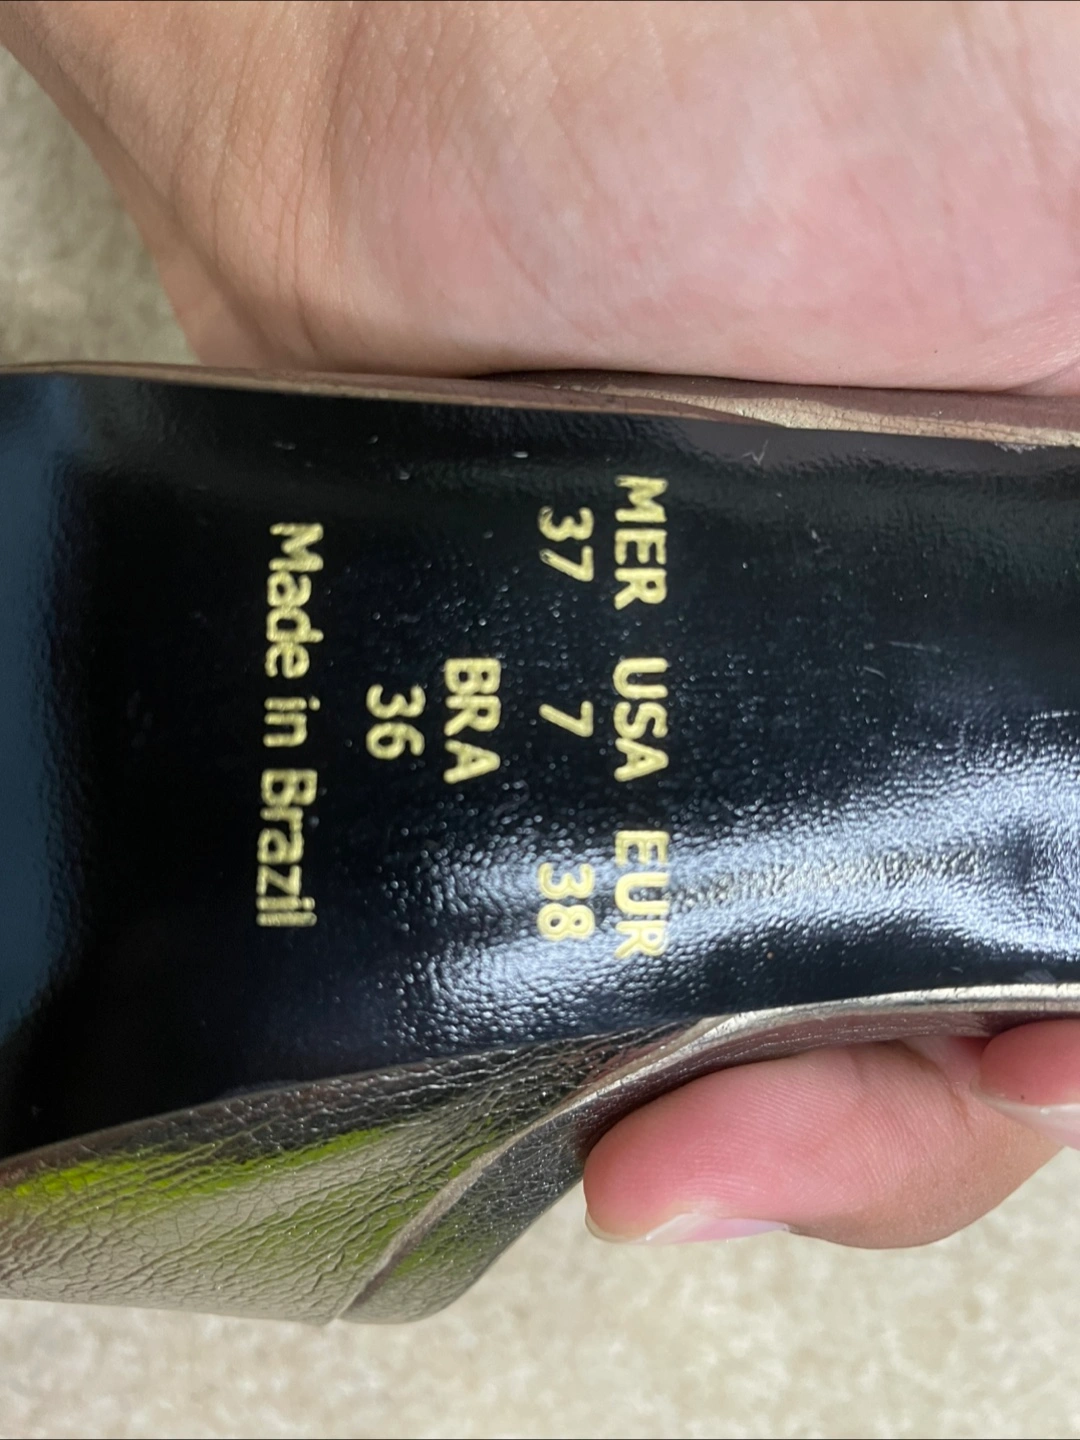 MER USA EUR
37 7 38
BRA
36
Made in Brazil